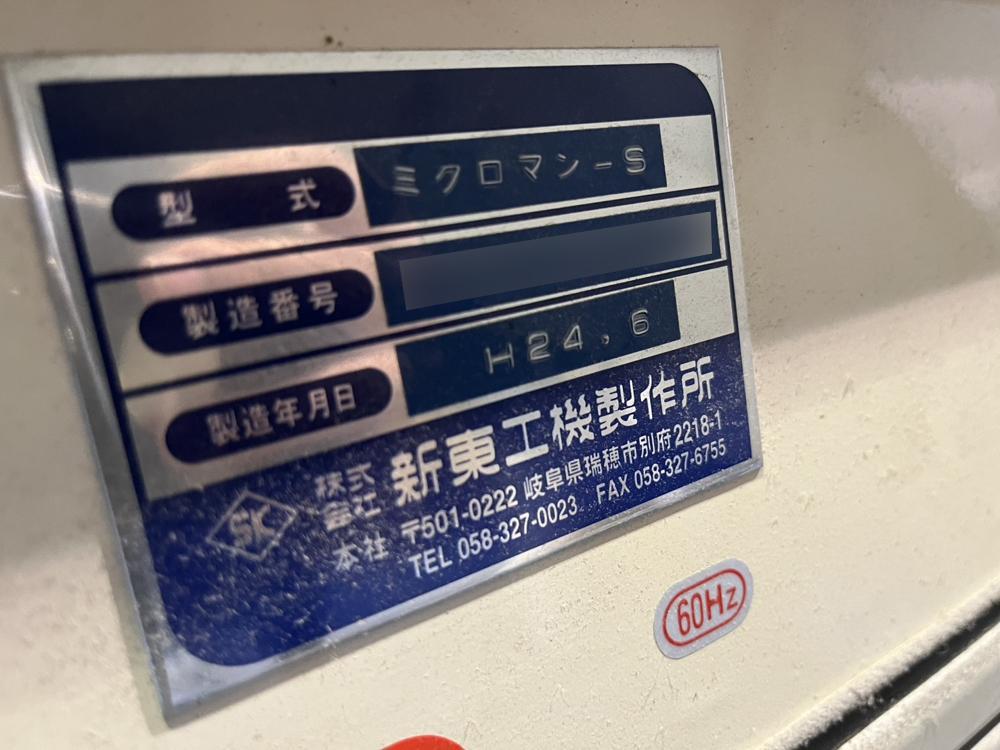 型式 ミクロマン-S
製造番号
製造年月日 H24.6
SK 株式会社 新東工機製作所
本社 〒501-0222 岐阜県瑞穂市別府2218-1
TEL 058-327-0023 FAX 058-327-6755
60Hz